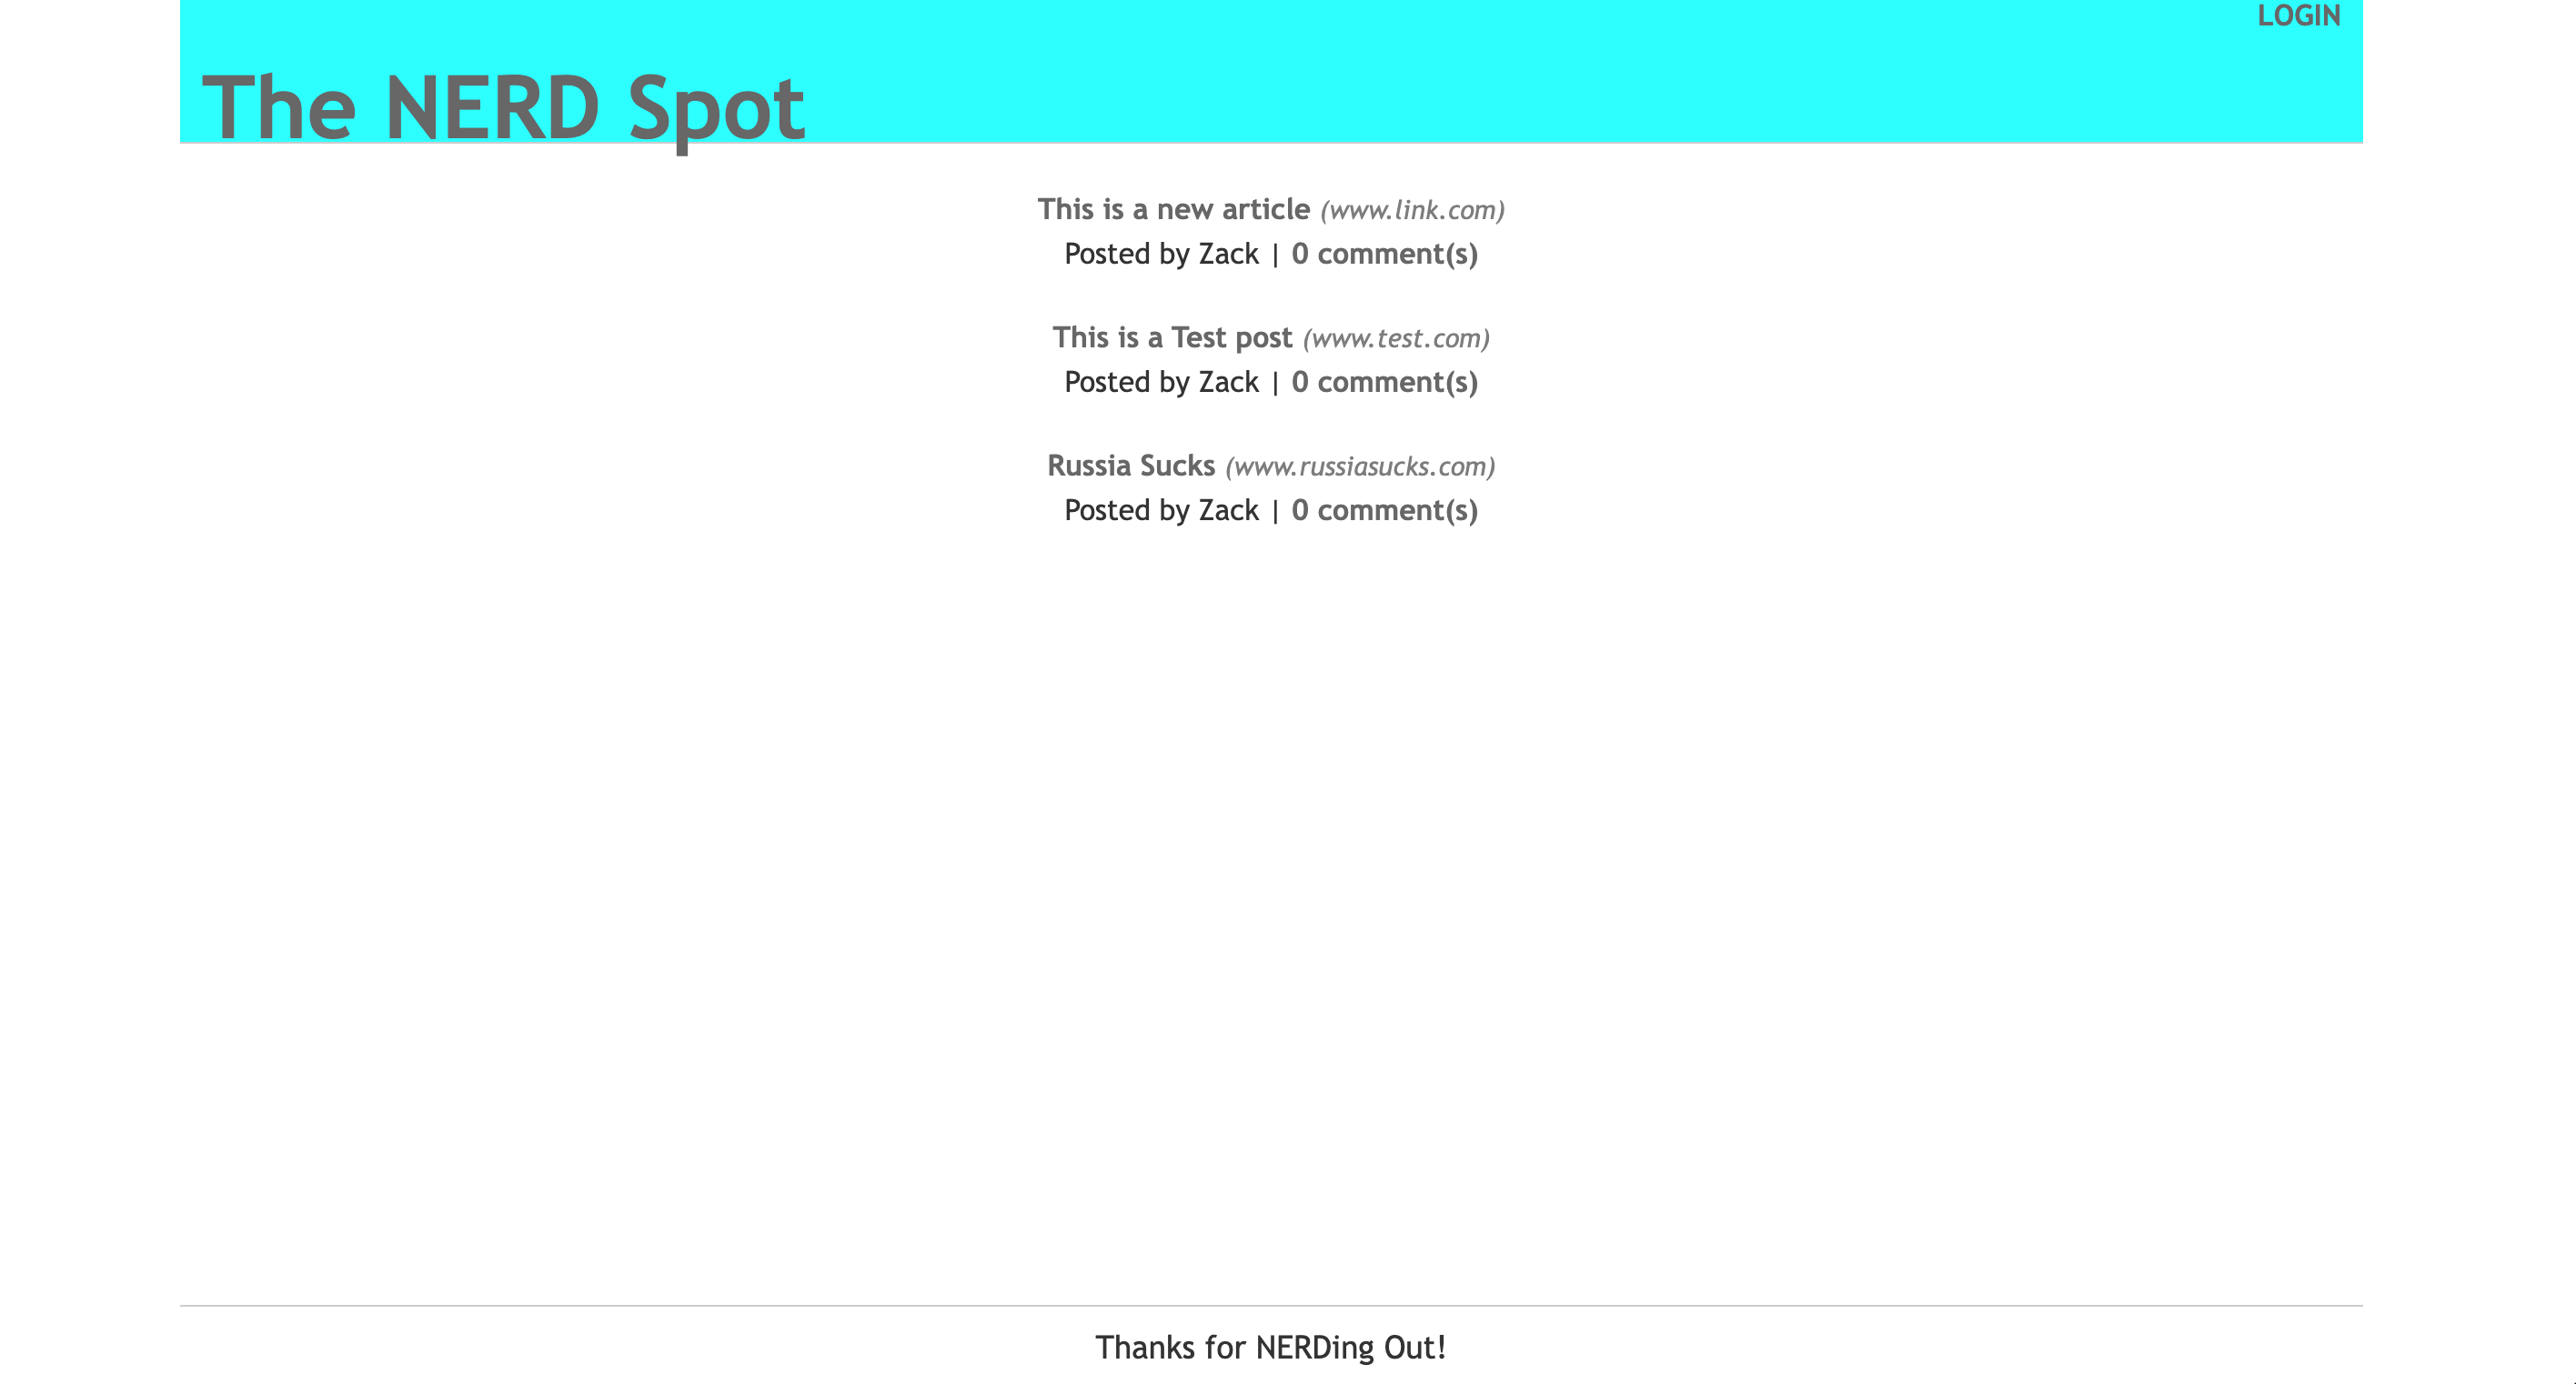 LOGIN
The NERD Spot
This is a new article (www.link.com)
Posted by Zack | 0 comment(s)
This is a Test post (www.test.com)
Posted by Zack | 0 comment(s)
Russia Sucks (www.russiasucks.com)
Posted by Zack | 0 comment(s)
Thanks for NERDing Out!